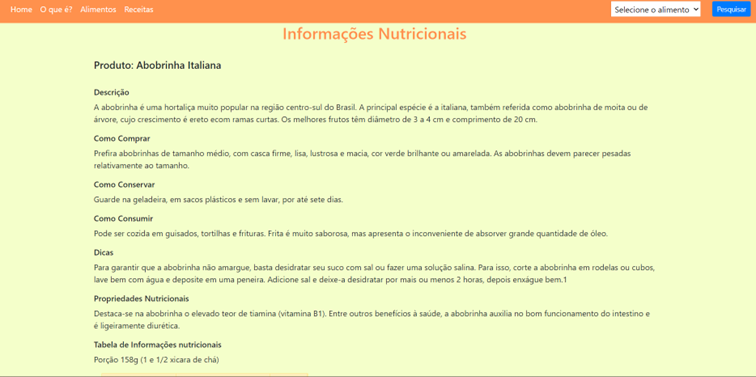 Home O que é? Alimentos Receitas Selecione o alimento Pesquisar
Informações Nutricionais
Produto: Abobrinha Italiana
Descrição
A abobrinha é uma hortaliça muito popular na região centro-sul do Brasil. A principal espécie é a italiana, também referida como abobrinha de moita ou de
árvore, cujo crescimento é ereto ecom ramas curtas. Os melhores frutos têm diâmetro de 3 a 4 cm e comprimento de 20 cm.
Como Comprar
Prefira abobrinhas de tamanho médio, com casca firme, lisa, lustrosa e macia, cor verde brilhante ou amarelada. As abobrinhas devem parecer pesadas
relativamente ao tamanho.
Como Conservar
Guarde na geladeira, em sacos plásticos e sem lavar, por até sete dias.
Como Consumir
Pode ser cozida em guisados, tortilhas e frituras. Frita é muito saborosa, mas apresenta o inconveniente de absorver grande quantidade de óleo.
Dicas
Para garantir que a abobrinha não amargue, basta desidratar seu suco com sal ou fazer uma solução salina. Para isso, corte a abobrinha em rodelas ou cubos,
lave bem com água e deposite em uma peneira. Adicione sal e deixe-a desidratar por mais ou menos 2 horas, depois enxágue bem.1
Propriedades Nutricionais
Destaca-se na abobrinha o elevado teor de tiamina (vitamina B1). Entre outros benefícios à saúde, a abobrinha auxilia no bom funcionamento do intestino e
é ligeiramente diurética.
Tabela de Informações nutricionais
Porção 158g (1 e 1/2 xicara de chá)